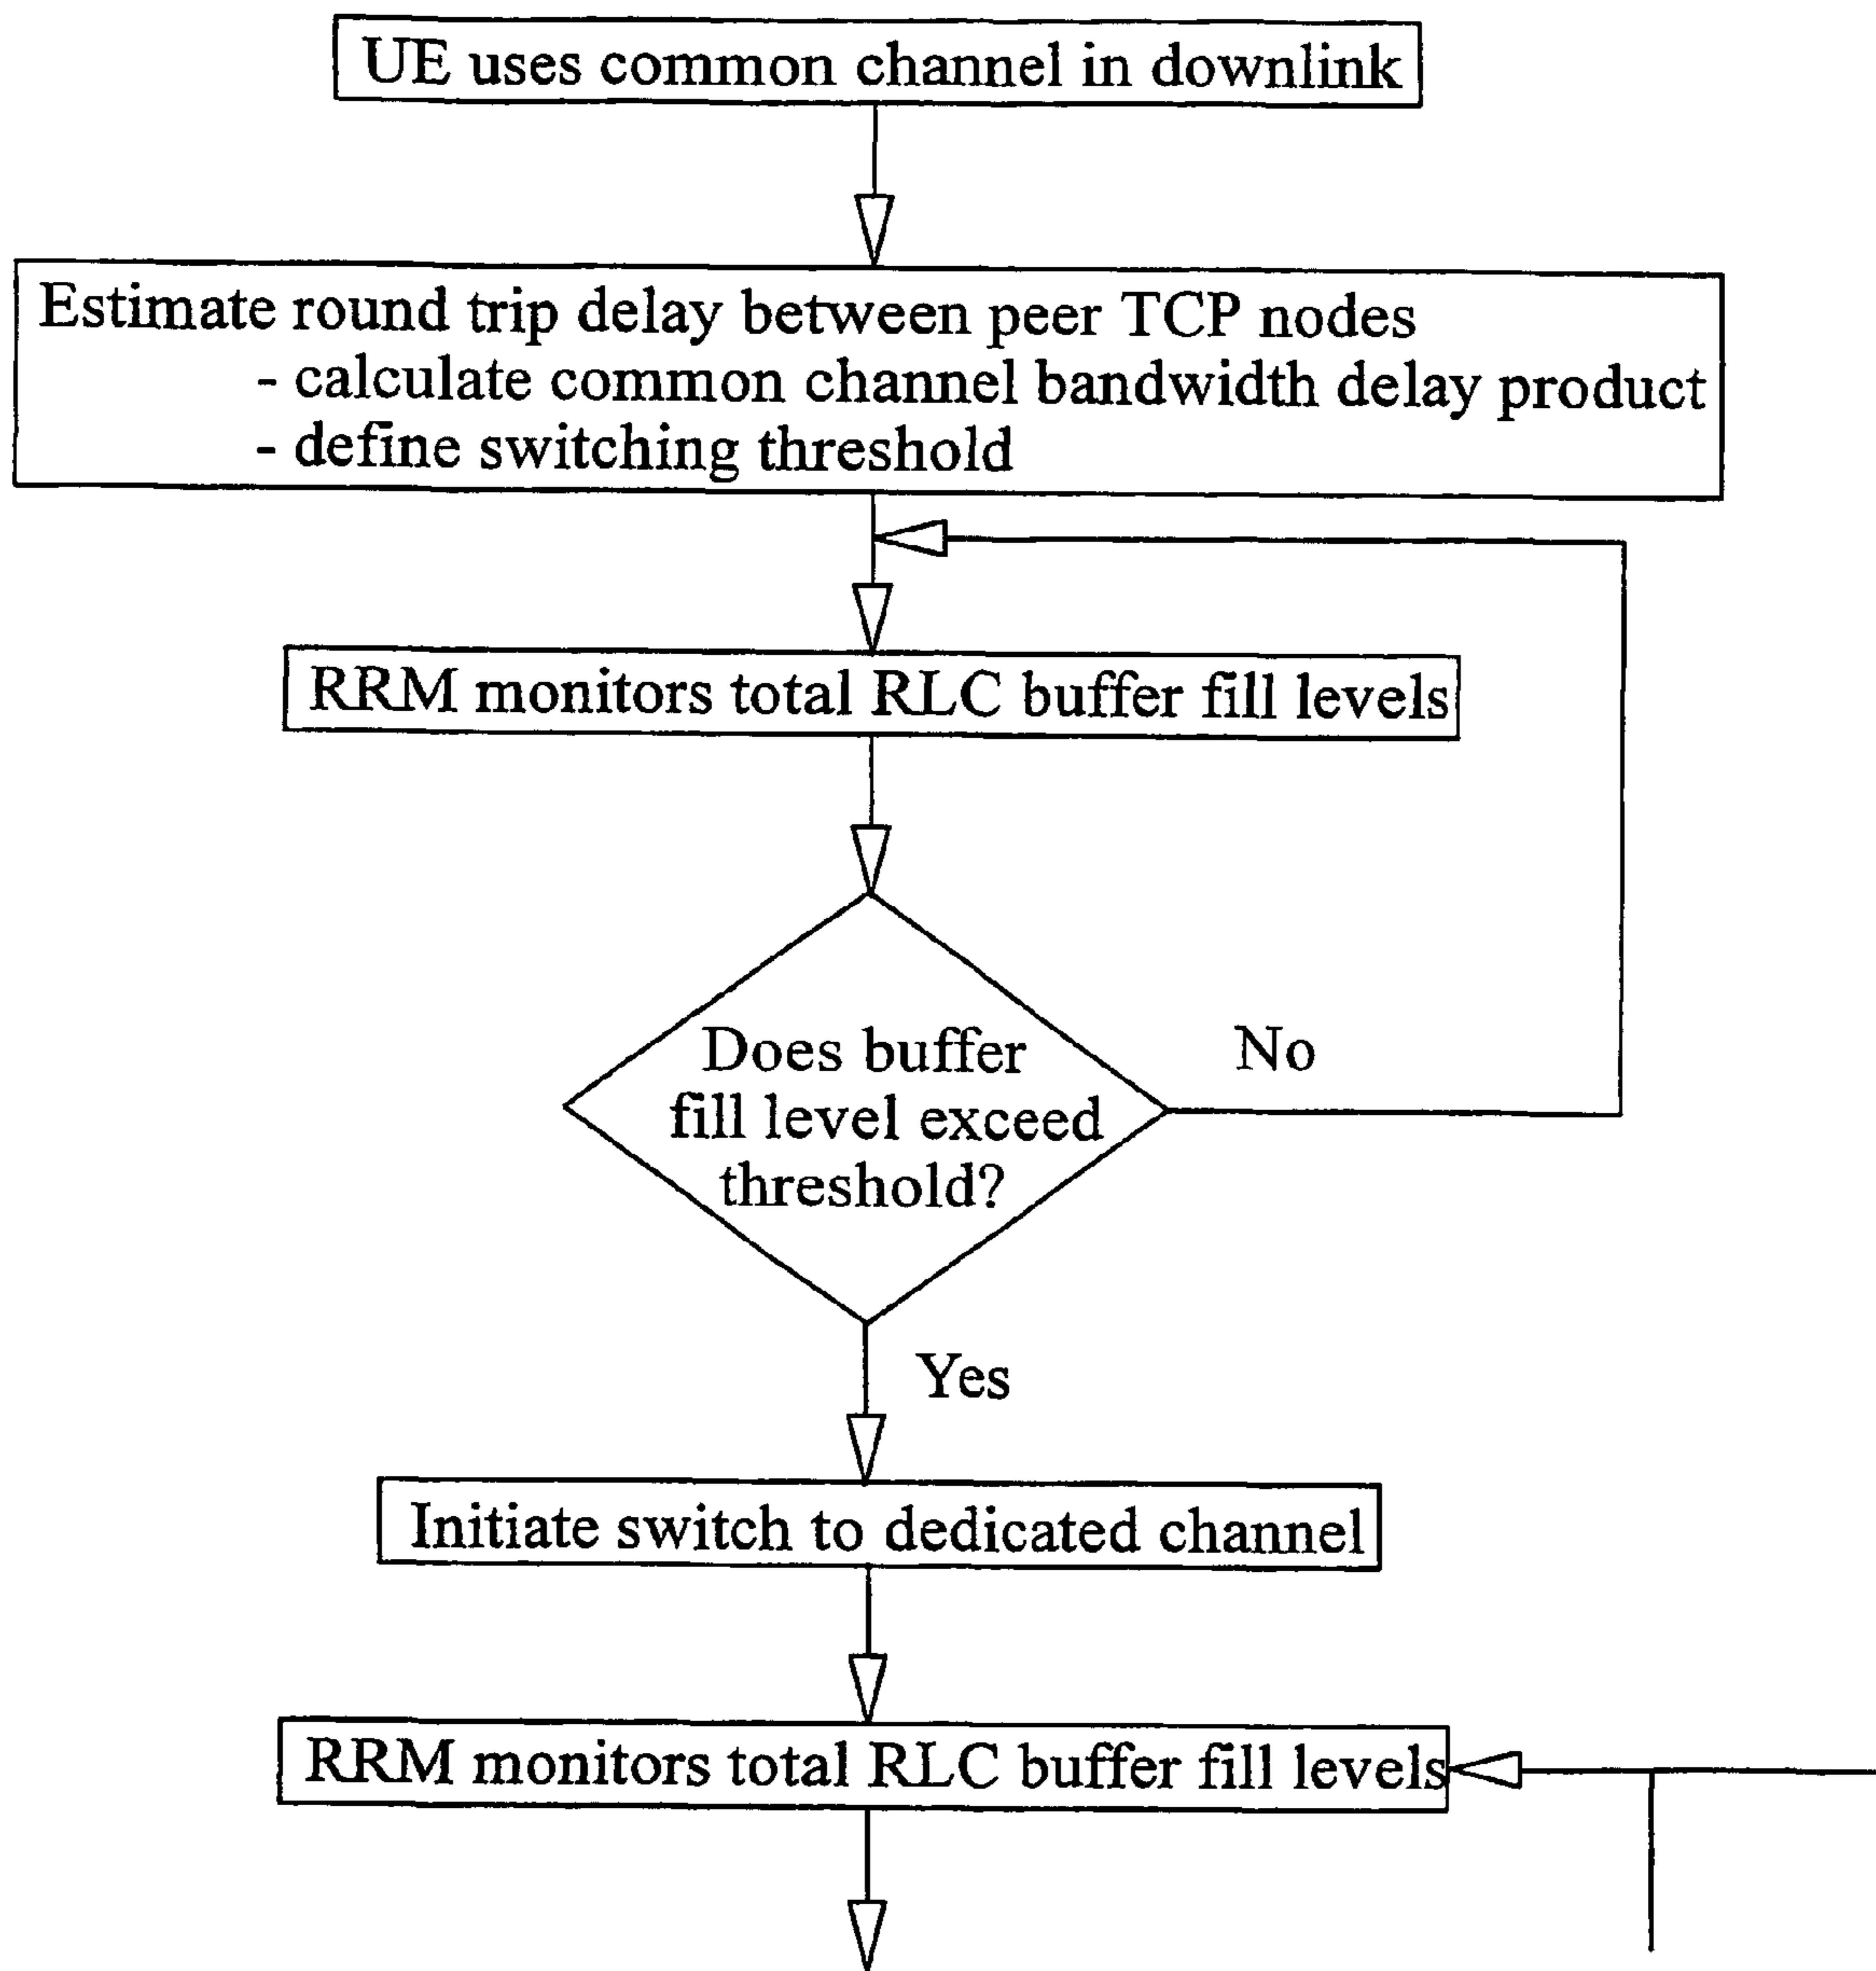 UE uses common channel in downlink
Estimate round trip delay between peer TCP nodes
- calculate common channel bandwidth delay product
- define switching threshold
RRM monitors total RLC buffer fill levels
Does buffer
fill level exceed
threshold?
No
Yes
Initiate switch to dedicated channel
RRM monitors total RLC buffer fill levels